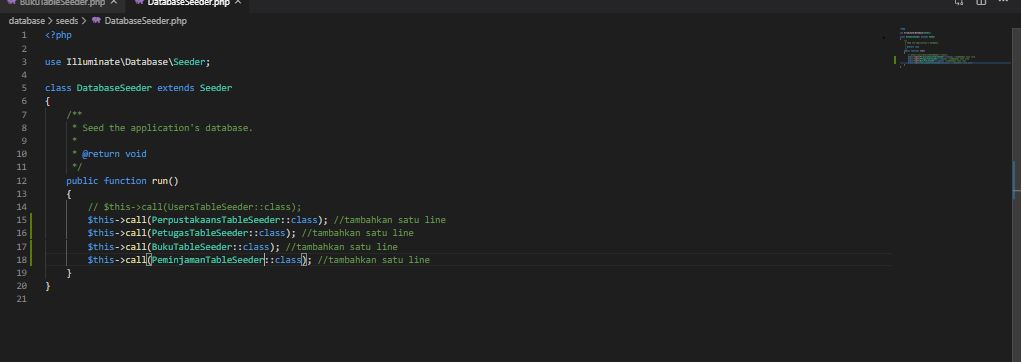 BukuTableSeeder.php × DatabaseSeeder.php ×
database > seeds > DatabaseSeeder.php
1 <?php
2
3 use Illuminate\Database\Seeder;
4
5 class DatabaseSeeder extends Seeder
6 {
7 /**
8 * Seed the application's database.
9 *
10 * @return void
11 */
12 public function run()
13 {
14 // $this->call(UsersTableSeeder::class);
15 $this->call(PerpustakaansTableSeeder::class); //tambahkan satu line
16 $this->call(PetugasTableSeeder::class); //tambahkan satu line
17 $this->call(BukuTableSeeder::class); //tambahkan satu line
18 $this->call(PeminjamanTableSeeder::class); //tambahkan satu line
19 }
20 }
21